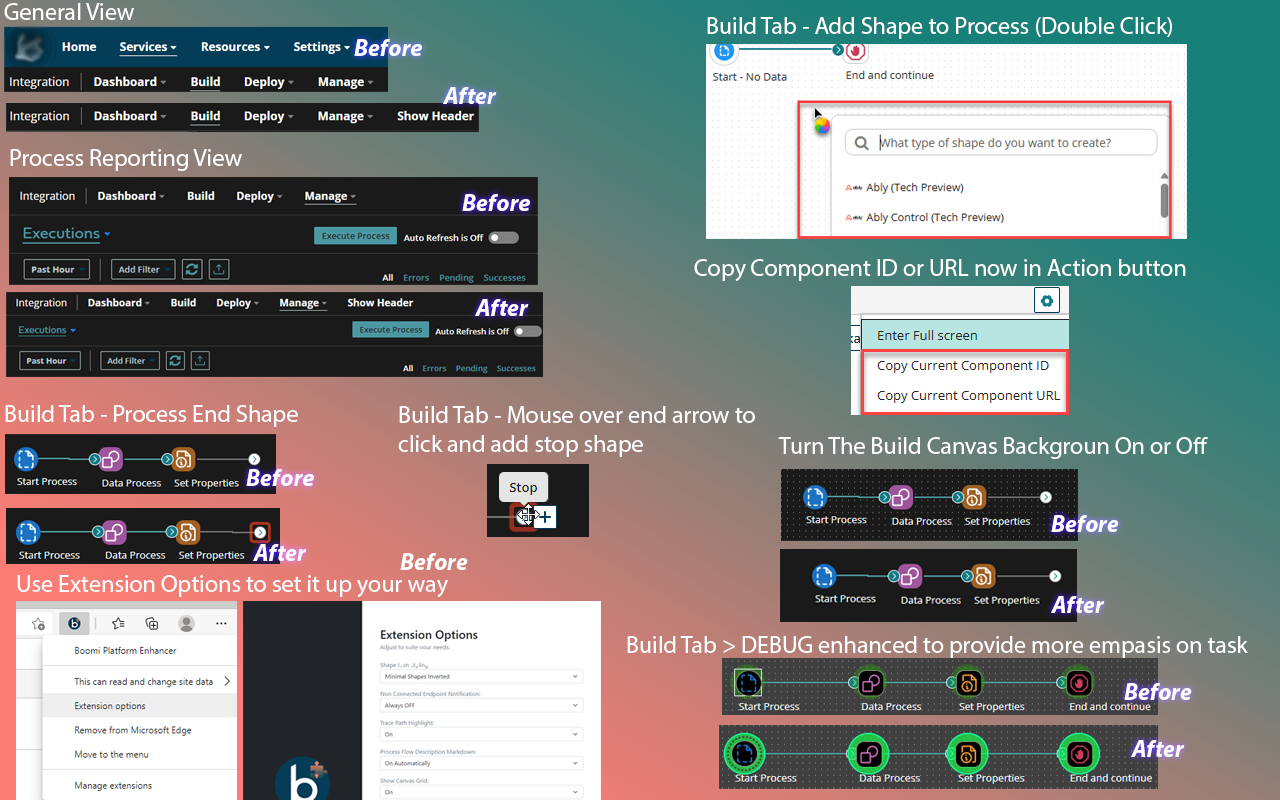 General View
Home Services Resources Settings Before
Integration Dashboard Build Deploy Manage
After
Integration Dashboard Build Deploy Manage Show Header
Process Reporting View
Integration Dashboard Build Deploy Manage
Before
Executions Execute Process Auto Refresh is Off
Past Hour Add Filter
All Errors Pending Successes
Integration Dashboard Build Deploy Manage Show Header
After
Executions Execute Process Auto Refresh is Off
Past Hour Add Filter
All Errors Pending Successes
Build Tab - Process End Shape
Start Process Data Process Set Properties
Before
Start Process Data Process Set Properties
After
Build Tab - Mouse over end arrow to
click and add stop shape
Stop
Before
Use Extension Options to set it up your way
b
Boomi Platform Enhancer
This can read and change site data
Extension options
Remove from Microsoft Edge
Move to the menu
Manage extensions
b
Extension Options
Adjust to suite your needs.
Shape
Minimal Shapes Inverted
Non Connected Endpoint Notification:
Always OFF
Trace Path Highlight:
On
Process Flow Description Markdown:
On Automatically
Show Canvas Grid:
On
Build Tab - Add Shape to Process (Double Click)
Start - No Data End and continue
What type of shape do you want to create?
Ably (Tech Preview)
Ably Control (Tech Preview)
Copy Component ID or URL now in Action button
ka
Enter Full screen
Copy Current Component ID
Copy Current Component URL
Turn The Build Canvas Backgroun On or Off
Start Process Data Process Set Properties
Before
Start Process Data Process Set Properties
After
Build Tab > DEBUG enhanced to provide more empasis on task
Start Process Data Process Set Properties End and continue
Before
Start Process Data Process Set Properties End and continue
After